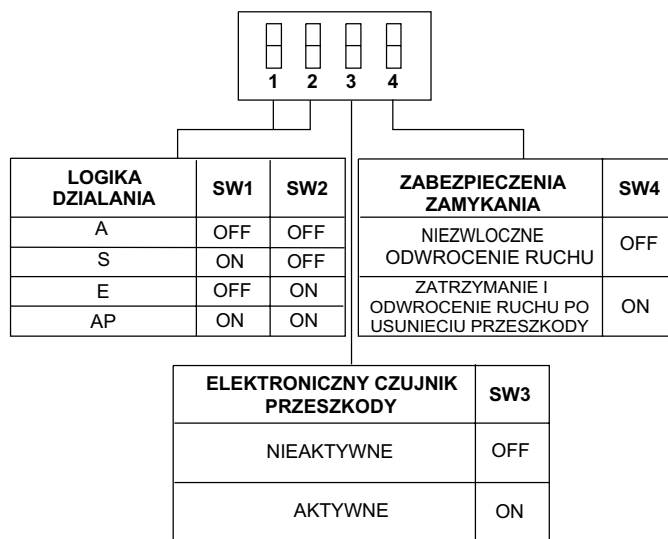 1 2 3 4
LOGIKA DZIALANIA SW1 SW2
A OFF OFF
S ON OFF
E OFF ON
AP ON ON
ZABEZPIECZENIA ZAMYKANIA SW4
NIEZWLOCZNE
ODWROCENIE RUCHU OFF
ZATRZYMANIE I
ODWROCENIE RUCHU PO
USUNIECIU PRZESZKODY ON
ELEKTRONICZNY CZUJNIK
PRZESZKODY SW3
NIEAKTYWNE OFF
AKTYWNE ON